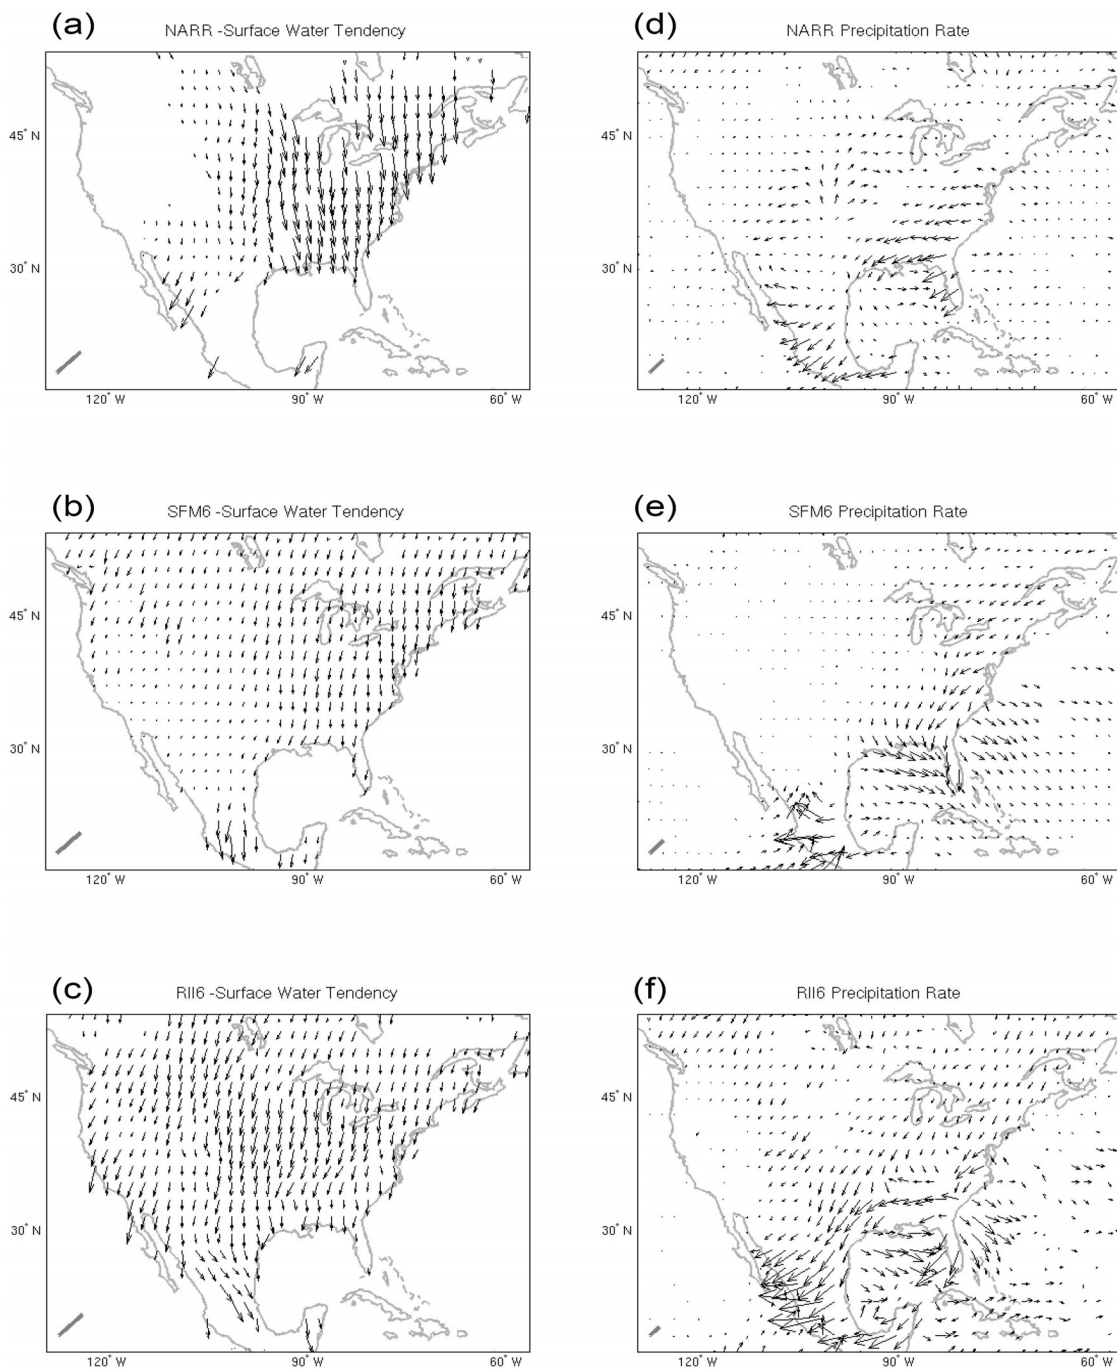 (a)
NARR -Surface Water Tendency
45° N
30° N
120° W
90° W
60° W
(d)
NARR Precipitation Rate
45° N
30° N
120° W
90° W
60° W
(b)
SFM6 -Surface Water Tendency
45° N
30° N
120° W
90° W
60° W
(e)
SFM6 Precipitation Rate
45° N
30° N
120° W
90° W
60° W
(c)
RII6 -Surface Water Tendency
45° N
30° N
120° W
90° W
60° W
(f)
RII6 Precipitation Rate
45° N
30° N
120° W
90° W
60° W